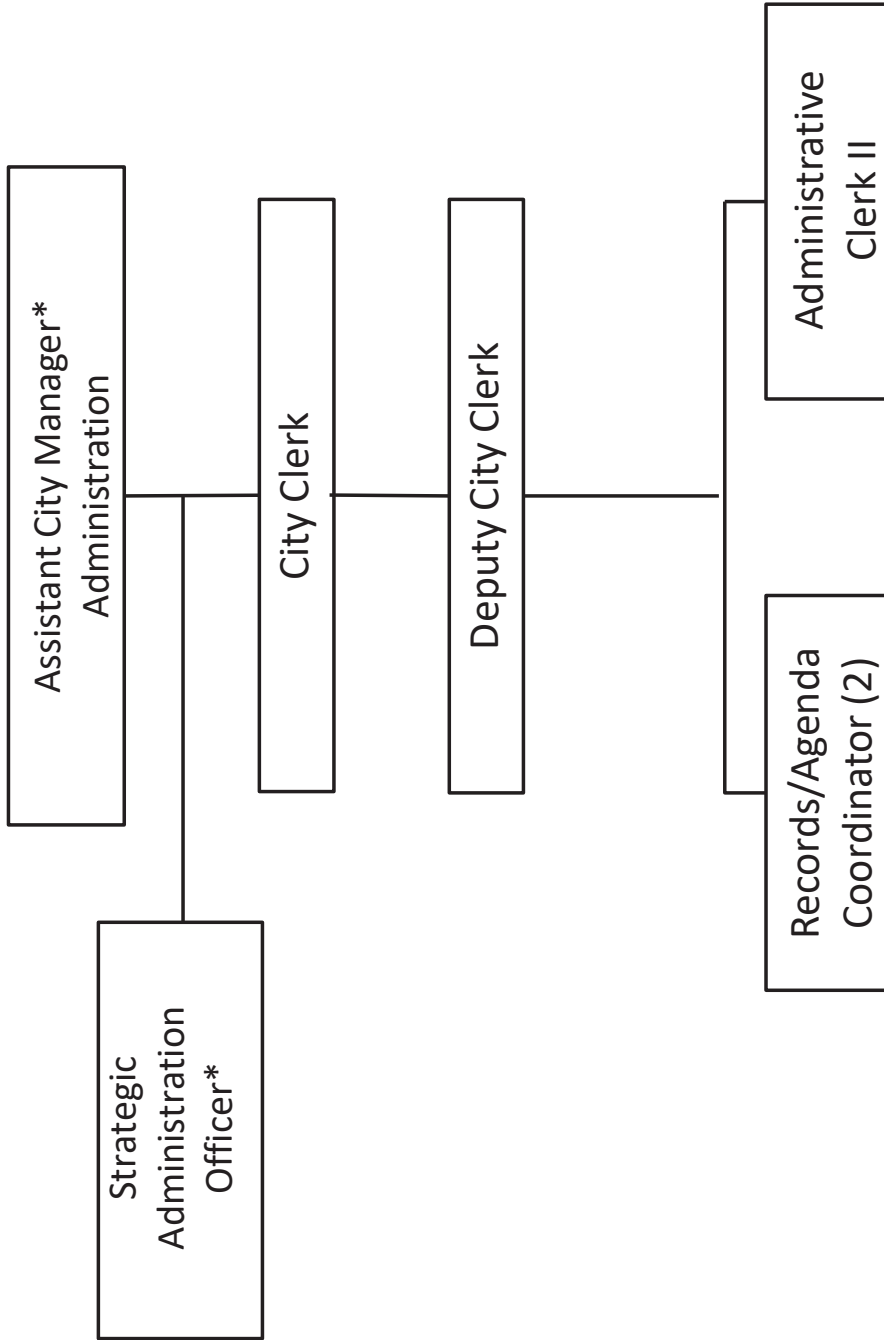 Assistant City Manager*
Administration
Strategic
Administration
Officer*
City Clerk
Deputy City Clerk
Records/Agenda
Coordinator (2)
Administrative
Clerk II